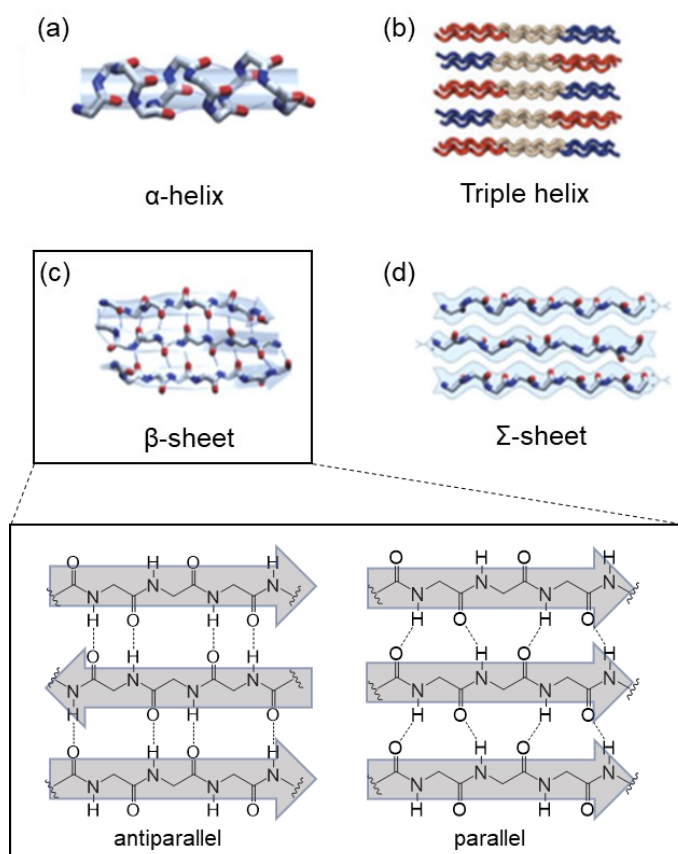 (a)
α-helix
(b)
Triple helix
(c)
β-sheet
(d)
Σ-sheet
O H O H
N N N N
H O H O
O H O H
N N N N
H O H O
O H O H
N N N N
H O H O
antiparallel
O H O H
N N N N
H O H O
O H O H
N N N N
H O H O
O H O H
N N N N
H O H O
parallel